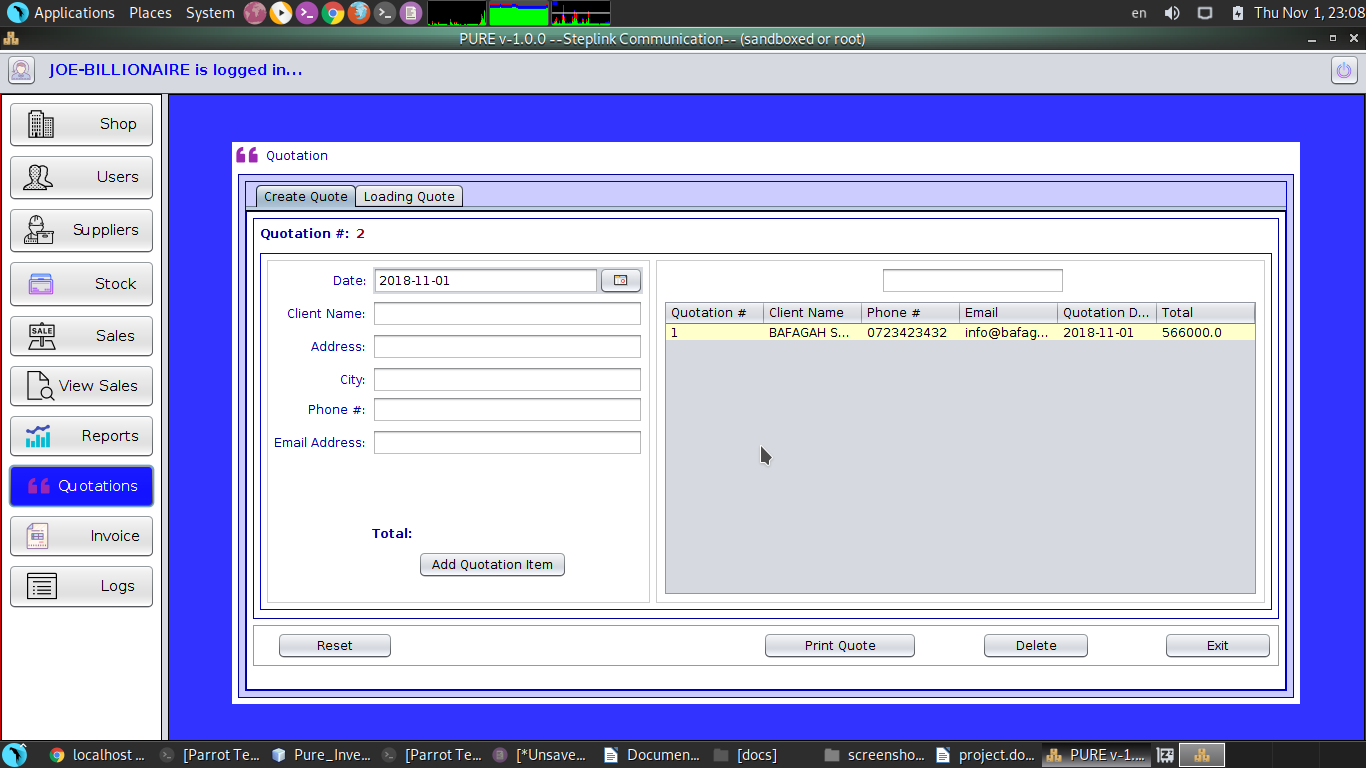 Applications Places System en Thu Nov 1, 23:08
PURE v-1.0.0 --Steplink Communication-- (sandboxed or root)
JOE-BILLIONAIRE is logged in...
Shop
Users
Suppliers
Stock
SALE Sales
View Sales
Reports
Quotations
Invoice
Logs
Quotation
Create Quote Loading Quote
Quotation #: 2
Date: 2018-11-01
Client Name:
Address:
City:
Phone #:
Email Address:
Total:
Add Quotation Item
Quotation # Client Name Phone # Email Quotation D... Total
1 BAFAGAH S... 0723423432 info@bafag... 2018-11-01 566000.0
Reset Print Quote Delete Exit
localhost ... [Parrot Te... Pure_Inve... [Parrot Te... [*Unsave... Documen... [docs] screensho... project.do... PURE v-1....